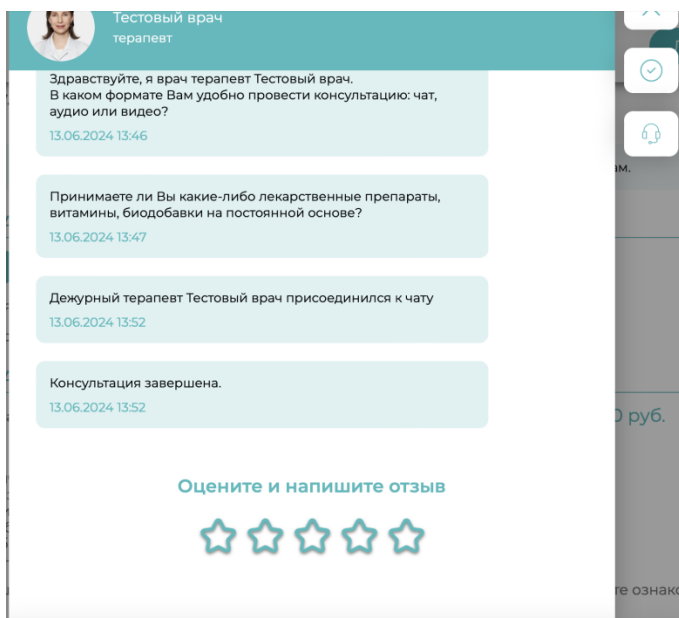 Тестовый врач
терапевт
Здравствуйте, я врач терапевт Тестовый врач.
В каком формате Вам удобно провести консультацию: чат,
аудио или видео?
13.06.2024 13:46
Принимаете ли Вы какие-либо лекарственные препараты,
витамины, биодобавки на постоянной основе?
13.06.2024 13:47
Дежурный терапевт Тестовый врач присоединился к чату
13.06.2024 13:52
Консультация завершена.
13.06.2024 13:52
руб.
Оцените и напишите отзыв